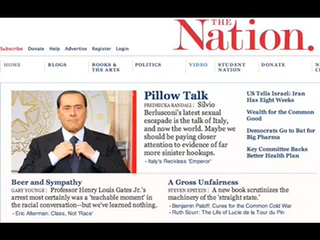 THE
Nation.
Subscribe Donate Help Advertise Register Login
HOME BLOGS BOOKS & THE ARTS POLITICS VIDEO STUDENT NATION DONATE
Pillow Talk
FREDERICKA RANDALL | Silvio
Berlusconi's latest sexual
escapade is the talk of Italy,
and now the world. Maybe we
should be paying closer
attention to evidence of far
more sinister hookups.
• Italy's Reckless 'Emperor'
US Tells Israel: Iran
Has Eight Weeks
Wealth for the Common
Good
Democrats Go to Bat for
Big Pharma
Key Committee Backs
Better Health Plan
Beer and Sympathy
GARY YOUNGE | Professor Henry Louis Gates Jr.'s
arrest most certainly was a 'teachable moment' in
the racial conversation—but we've learned nothing.
• Eric Alterman: Class, Not 'Race'
A Gross Unfairness
STEVEN EPSTEIN | A new book scrutinizes the
machinery of the 'straight state.'
• Benjamin Paloff: Cures for the Common Cold War
• Ruth Scurr: The Life of Lucie de la Tour du Pin